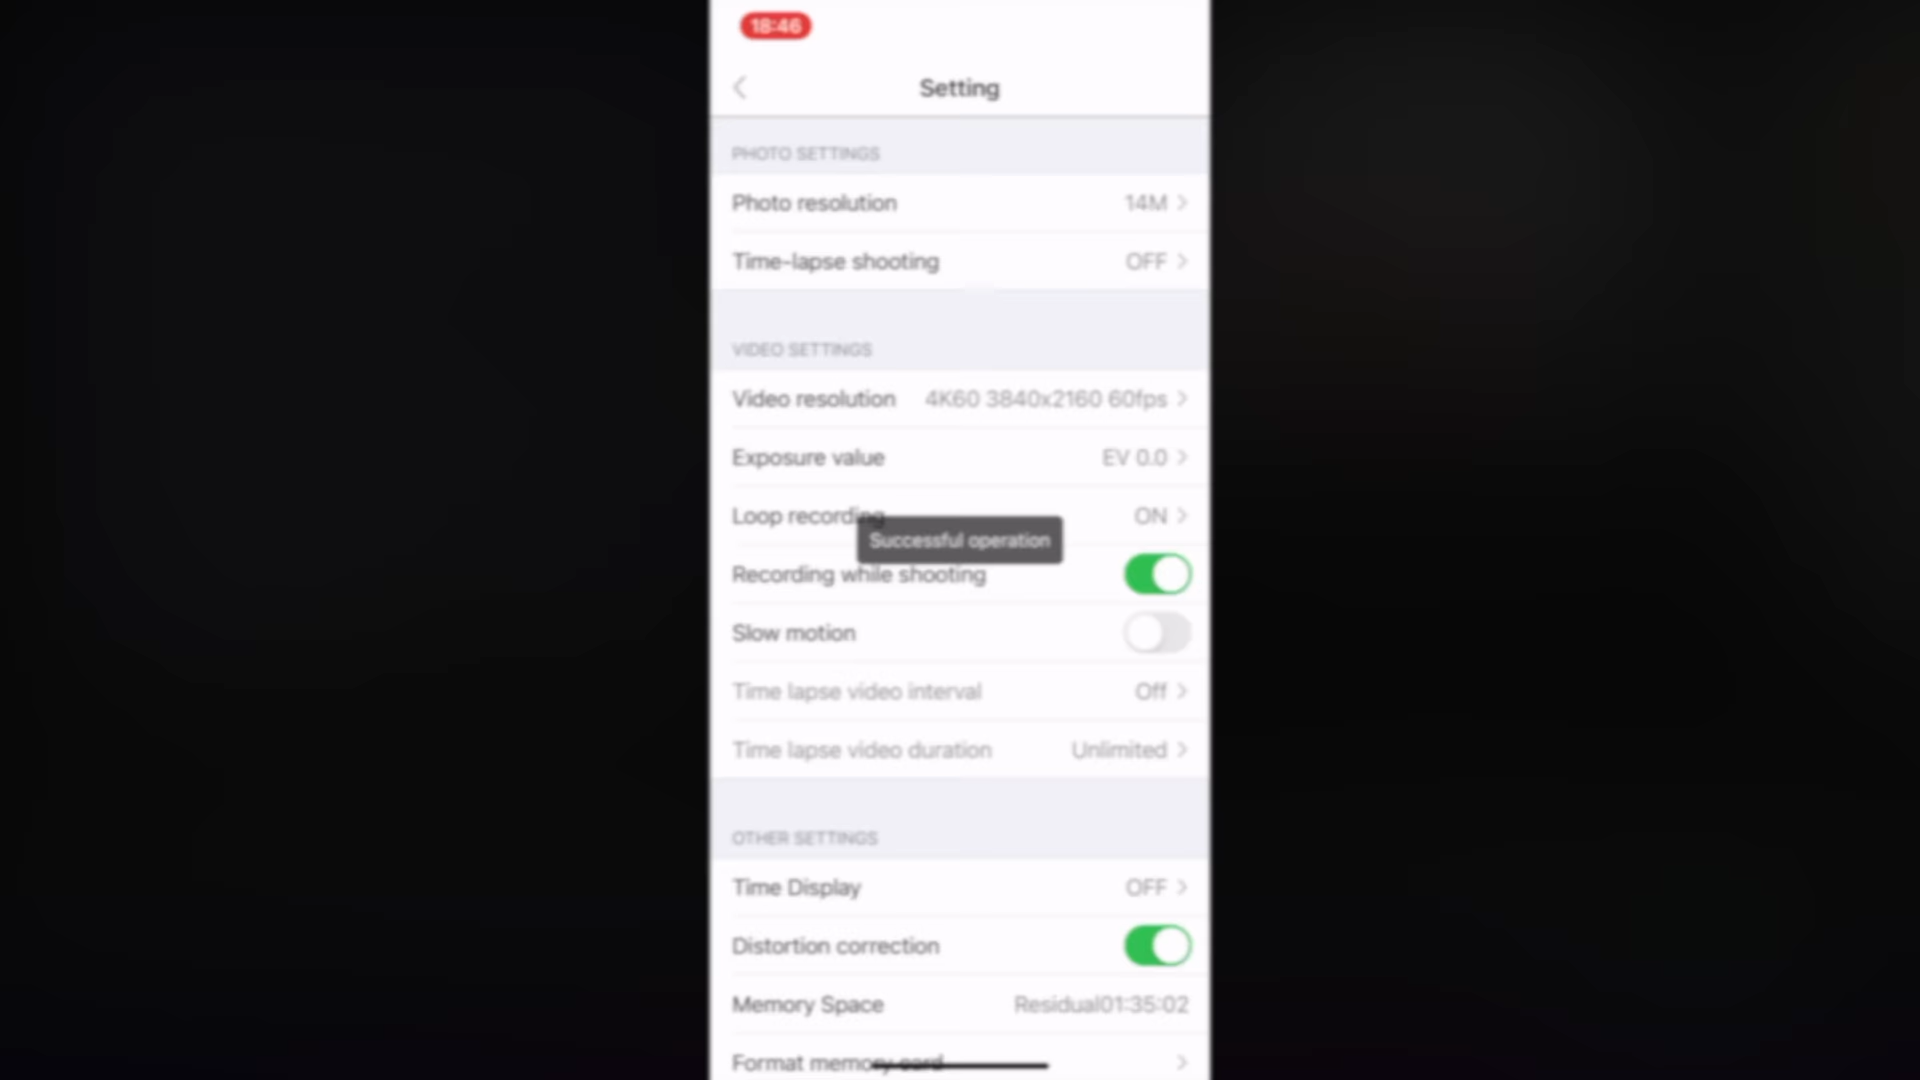 18:46
Setting
PHOTO SETTINGS
Photo resolution 14M
Time-lapse shooting OFF
VIDEO SETTINGS
Video resolution 4K60 3840x2160 60fps
Exposure value EV 0.0
Loop recording ON
Successful operation
Recording while shooting
Slow motion
Time lapse video interval Off
Time lapse video duration Unlimited
OTHER SETTINGS
Time Display OFF
Distortion correction
Memory Space Residual01:35:02
Format memory card